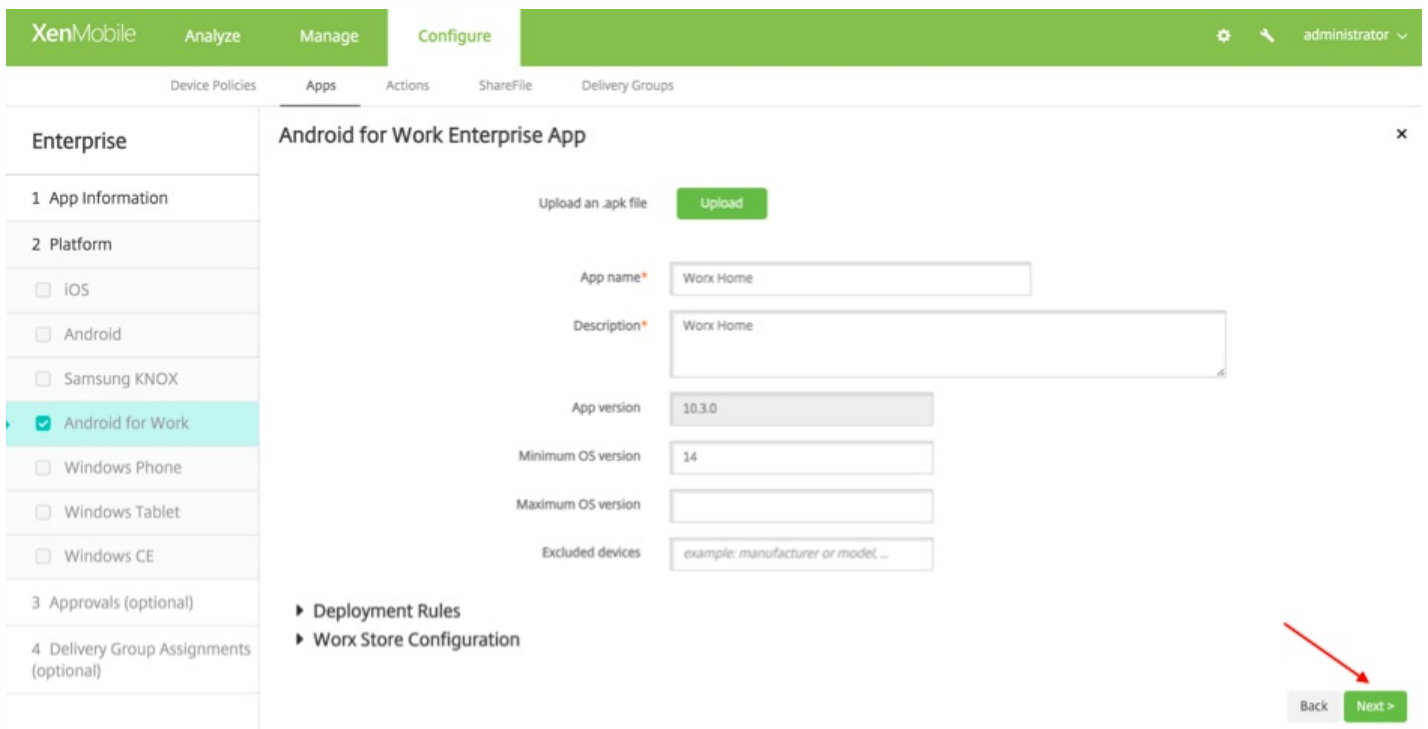 XenMobile Analyze Manage Configure administrator
Device Policies Apps Actions ShareFile Delivery Groups
Enterprise
1 App Information
2 Platform
iOS
Android
Samsung KNOX
Android for Work
Windows Phone
Windows Tablet
Windows CE
3 Approvals (optional)
4 Delivery Group Assignments
(optional)
Android for Work Enterprise App
×
Upload an .apk file Upload
App name* Worx Home
Description* Worx Home
App version 10.3.0
Minimum OS version 14
Maximum OS version
Excluded devices example: manufacturer or model, ...
Deployment Rules
Worx Store Configuration
Back Next >